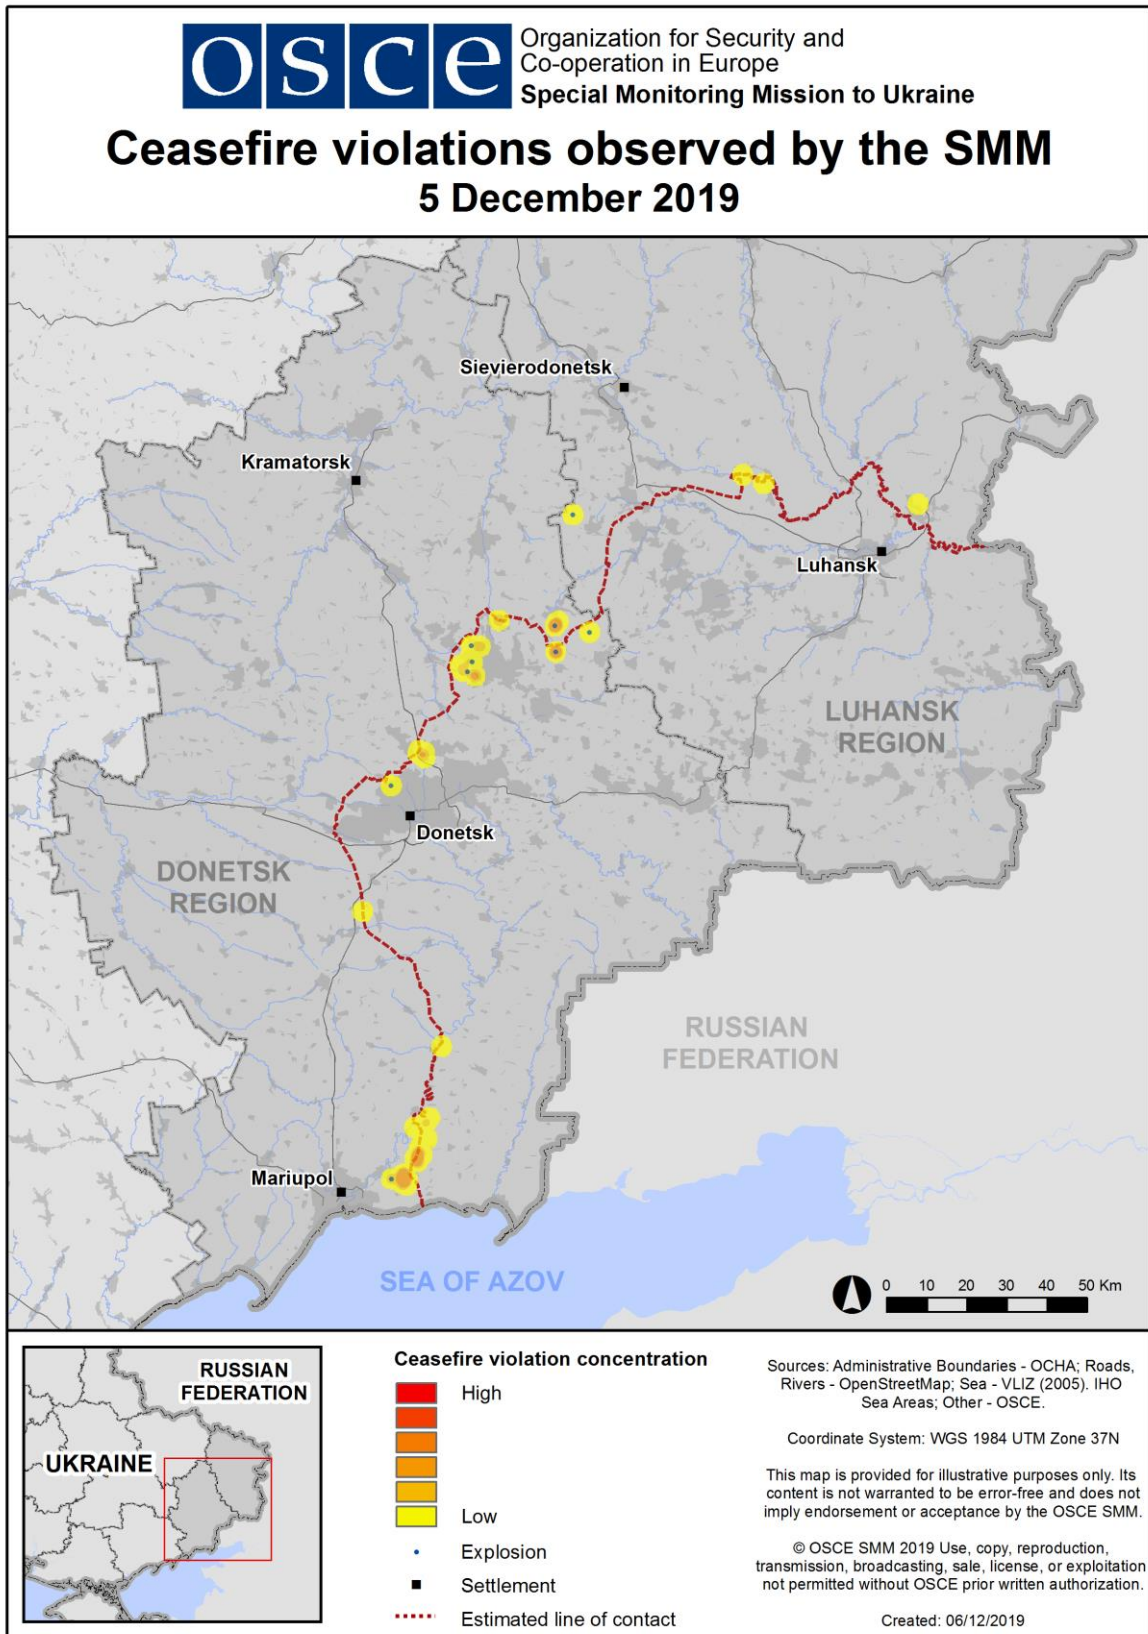 osce
Organization for Security and
Co-operation in Europe
Special Monitoring Mission to Ukraine
Ceasefire violations observed by the SMM
5 December 2019
Sievierodonetsk
Kramatorsk
Luhansk
LUHANSK
REGION
Donetsk
DONETSK
REGION
RUSSIAN
FEDERATION
Mariupol
SEA OF AZOV
0 10 20 30 40 50 Km
RUSSIAN
FEDERATION
UKRAINE
Ceasefire violation concentration
High
Low
Explosion
Settlement
Estimated line of contact
Sources: Administrative Boundaries - OCHA; Roads,
Rivers - OpenStreetMap; Sea - VLIZ (2005). IHO
Sea Areas; Other - OSCE.
Coordinate System: WGS 1984 UTM Zone 37N
This map is provided for illustrative purposes only. Its
content is not warranted to be error-free and does not
imply endorsement or acceptance by the OSCE SMM.
© OSCE SMM 2019 Use, copy, reproduction,
transmission, broadcasting, sale, license, or exploitation
not permitted without OSCE prior written authorization.
Created: 06/12/2019